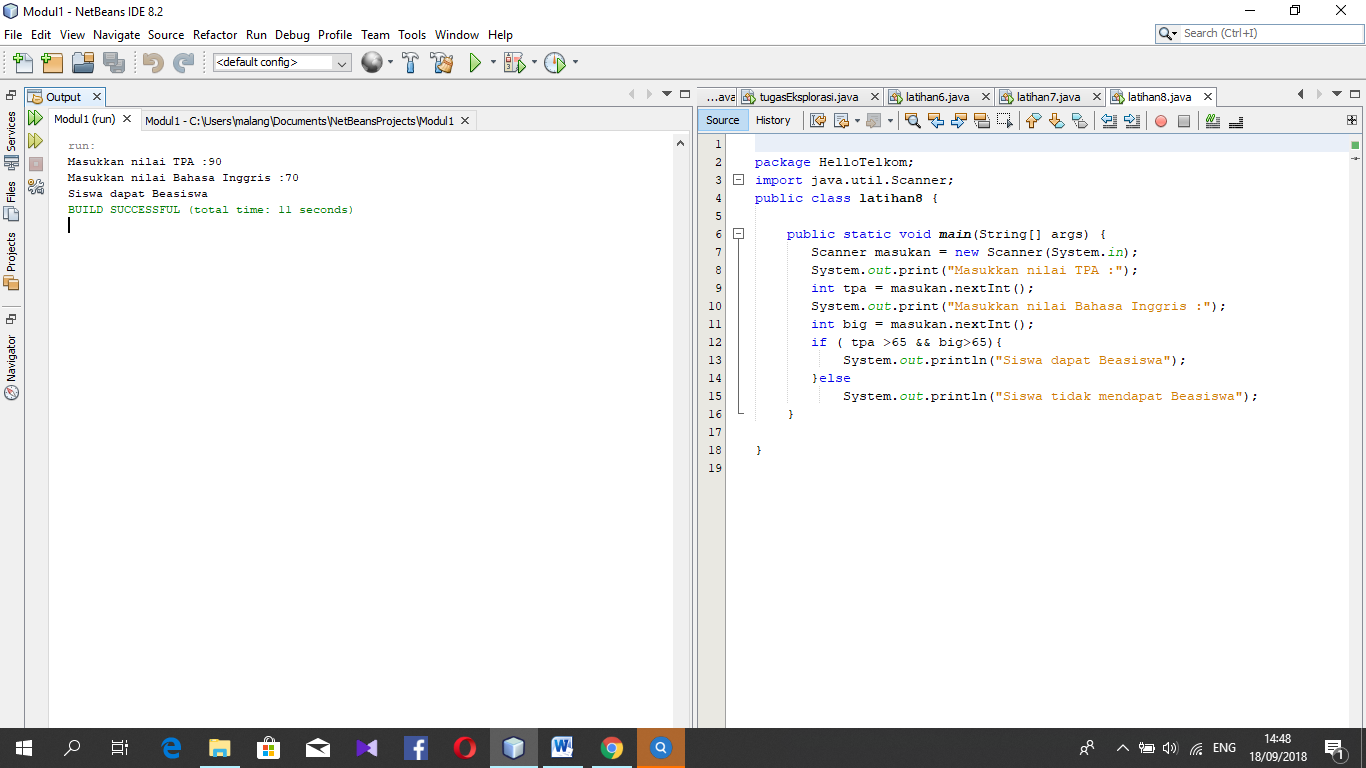 Modul1 - NetBeans IDE 8.2
File Edit View Navigate Source Refactor Run Debug Profile Team Tools Window Help
Search (Ctrl+I)
<default config>
Output
Modul1 (run)
Modul1 - C:\Users\malang\Documents\NetBeansProjects\Modul1
Services
Files
Projects
Navigator
run:
Masukkan nilai TPA :90
Masukkan nilai Bahasa Inggris :70
Siswa dapat Beasiswa
BUILD SUCCESSFUL (total time: 11 seconds)
...ava tugasEksplorasi.java latihan6.java latihan7.java latihan8.java
Source History
1
2 package HelloTelkom;
3 import java.util.Scanner;
4 public class latihan8 {
5
6 public static void main(String[] args) {
7 Scanner masukan = new Scanner(System.in);
8 System.out.print("Masukkan nilai TPA :");
9 int tpa = masukan.nextInt();
10 System.out.print("Masukkan nilai Bahasa Inggris :");
11 int big = masukan.nextInt();
12 if ( tpa >65 && big>65){
13 System.out.println("Siswa dapat Beasiswa");
14 }else
15 System.out.println("Siswa tidak mendapat Beasiswa");
16 }
17
18 }
19
ENG
14:48
18/09/2018
1